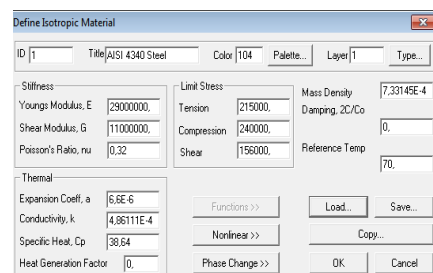 Define Isotropic Material
ID 1 Title AISI 4340 Steel Color 104 Palette... Layer 1 Type...
Stiffness
Youngs Modulus, E 29000000,
Shear Modulus, G 11000000,
Poisson's Ratio, nu 0,32
Limit Stress
Tension 215000,
Compression 240000,
Shear 156000,
Mass Density 7,33145E-4
Damping, 2C/Co 0,
Reference Temp 70,
Thermal
Expansion Coeff, a 6,6E-6
Conductivity, k 4,86111E-4
Specific Heat, Cp 38,64
Heat Generation Factor 0,
Functions >>
Nonlinear >>
Phase Change >>
Load... Save...
Copy...
OK Cancel